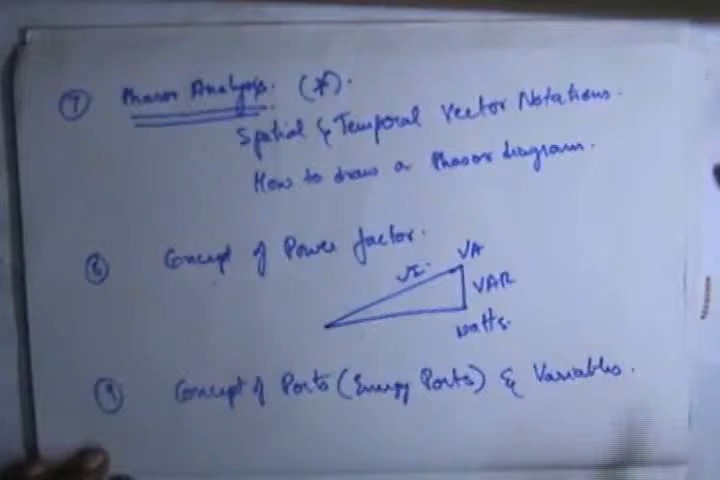 ⑦ Phasor Analysis. (*).
Spatial & Temporal Vector Notations.
How to draw a Phasor diagram.
⑧ Concept of Power factor.
VA
VI
VAR
Watts.
⑨ Concept of Ports (Energy Ports) & Variables.